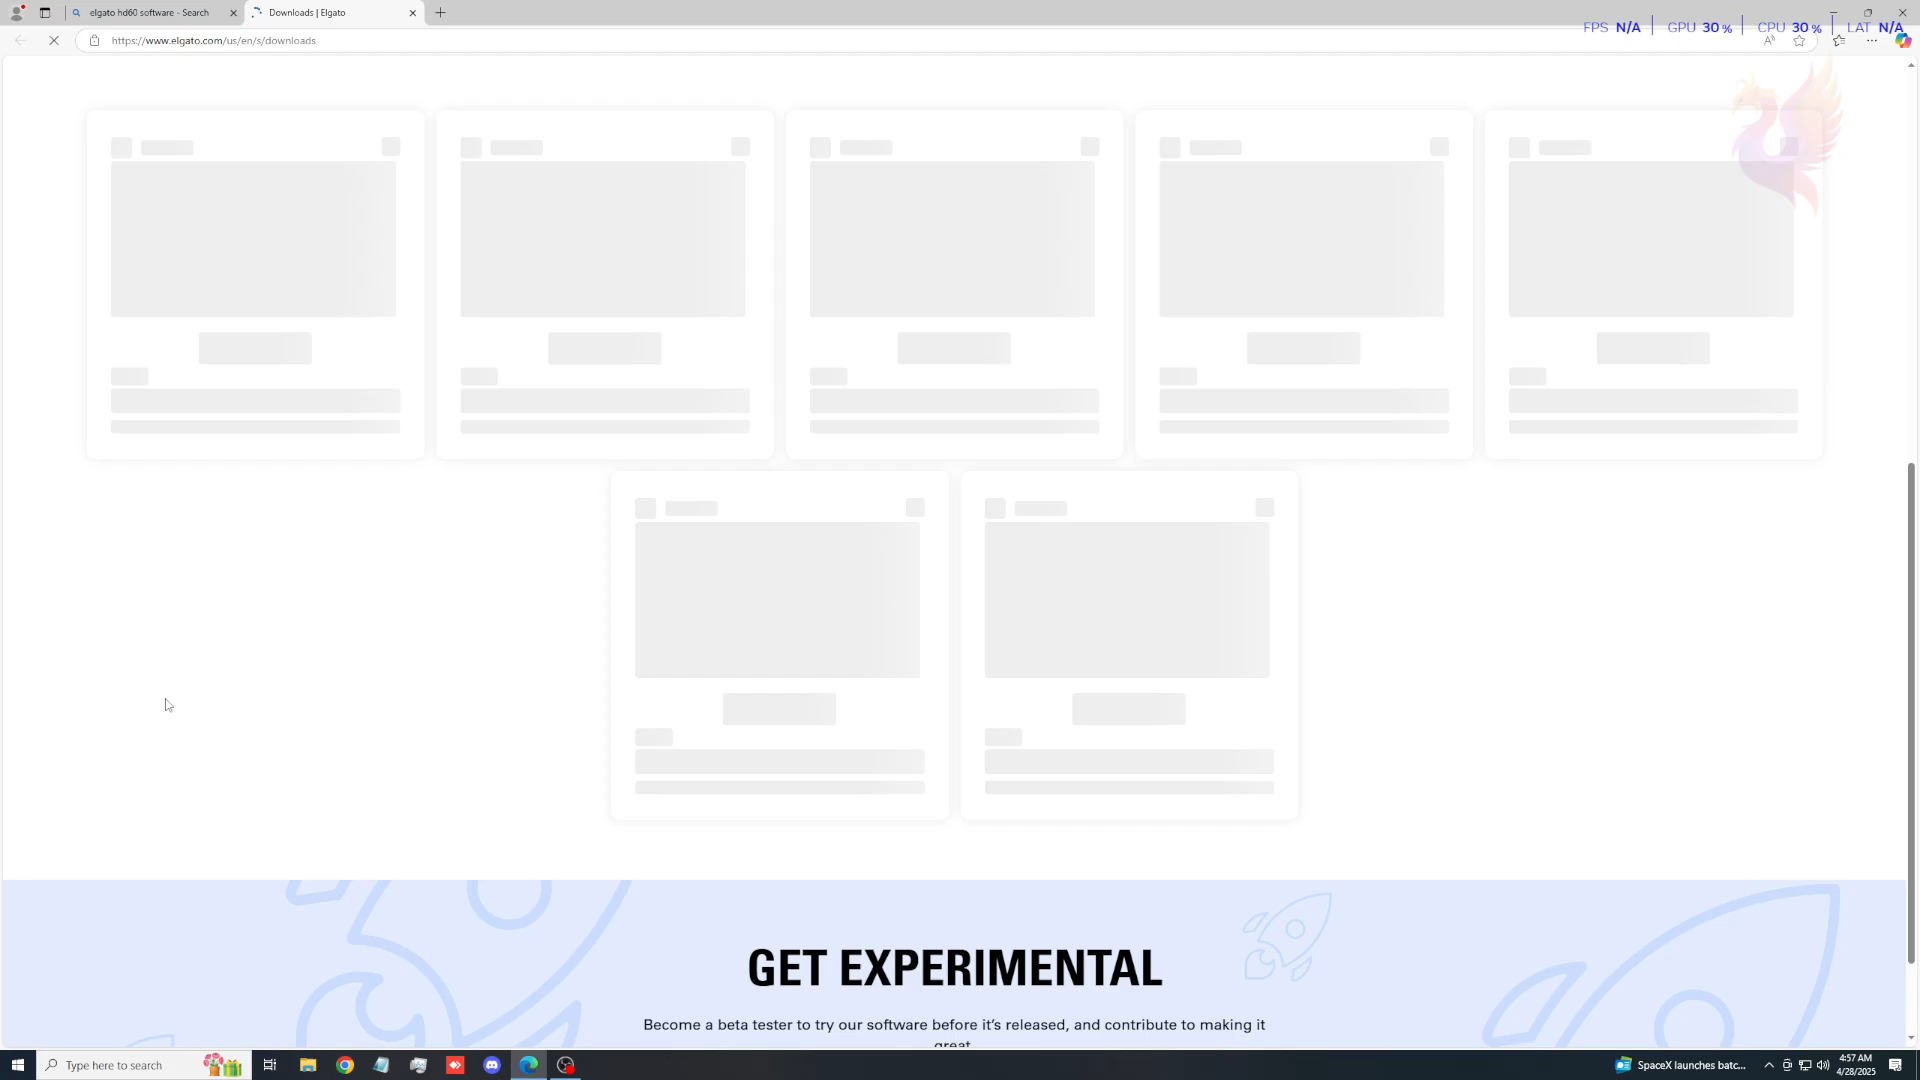 elgato hd60 software - Search
Downloads | Elgato
FPS N/A GPU 30 % CPU 30 % LAT N/A
https://www.elgato.com/us/en/s/downloads
GET EXPERIMENTAL
Become a beta tester to try our software before it's released, and contribute to making it
great
Type here to search
SpaceX launches batc...
4:57 AM
4/28/2025